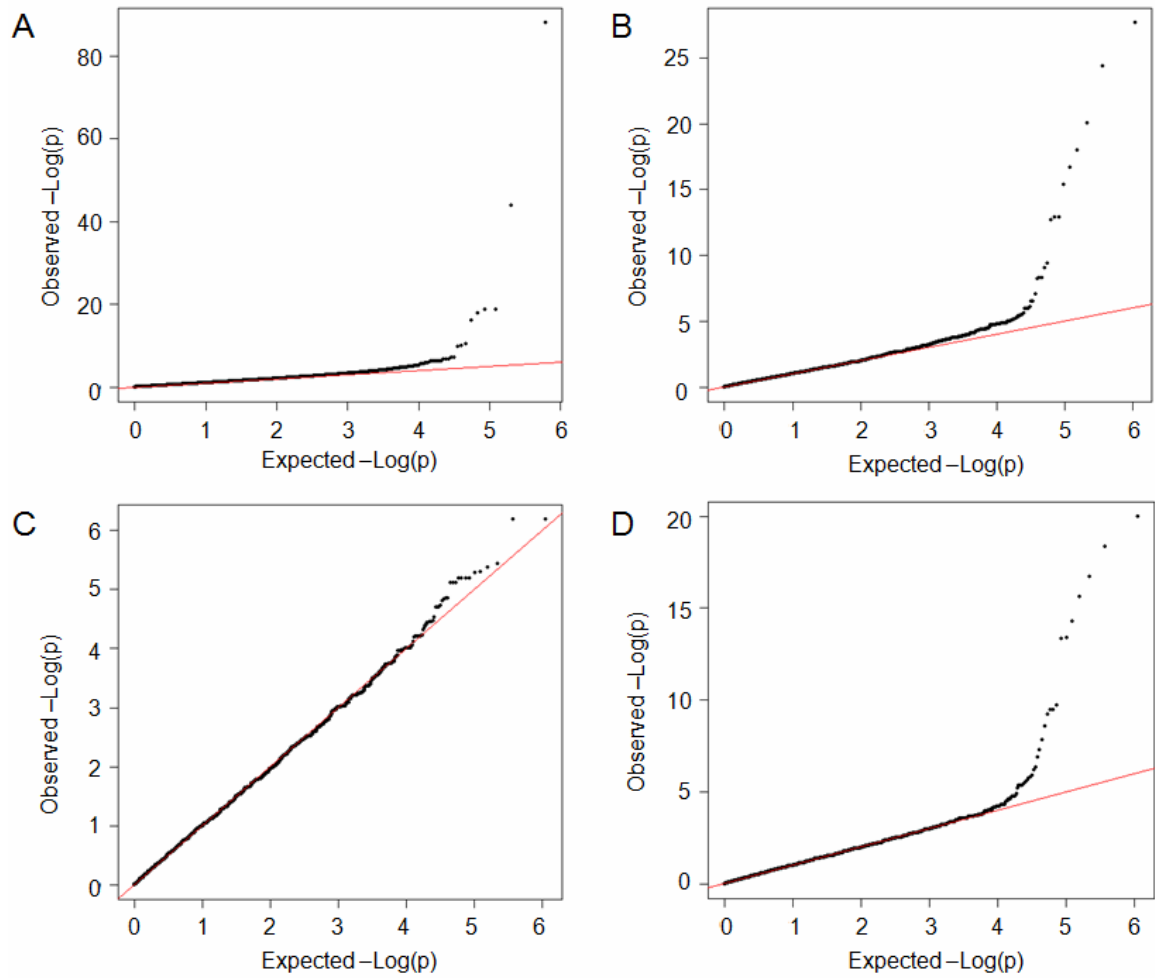 A
Observed –Log(p)
80
60
40
20
0
0 1 2 3 4 5 6
Expected –Log(p)
B
Observed –Log(p)
25
20
15
10
5
0
0 1 2 3 4 5 6
Expected –Log(p)
C
Observed –Log(p)
6
5
4
3
2
1
0
0 1 2 3 4 5 6
Expected –Log(p)
D
Observed –Log(p)
20
15
10
5
0
0 1 2 3 4 5 6
Expected –Log(p)